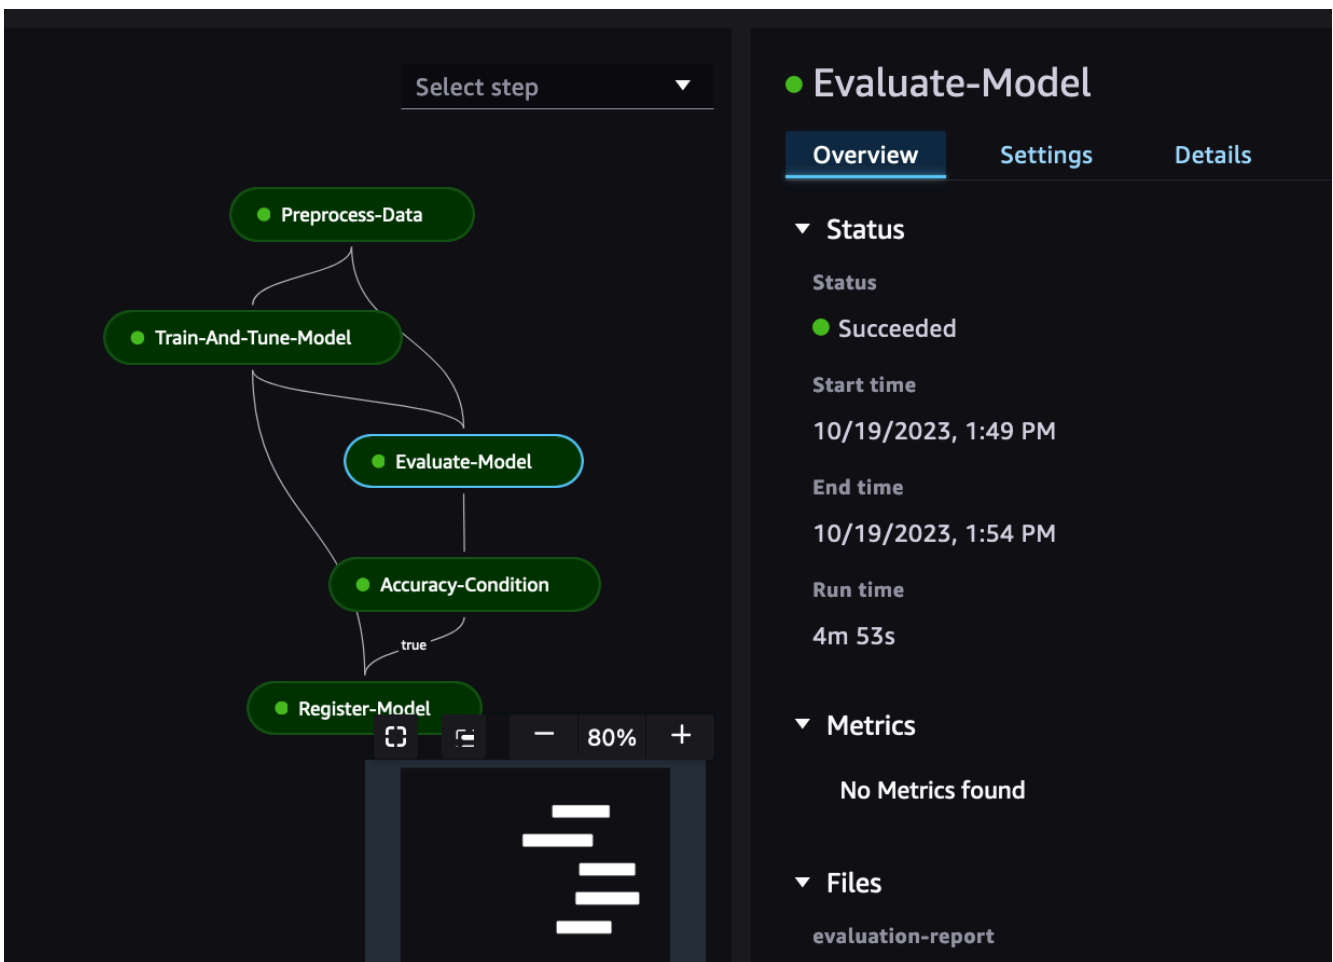 Select step
Preprocess-Data
Train-And-Tune-Model
Evaluate-Model
Accuracy-Condition
true
Register-Model
80%
Evaluate-Model
Overview
Settings
Details
Status
Status
Succeeded
Start time
10/19/2023, 1:49 PM
End time
10/19/2023, 1:54 PM
Run time
4m 53s
Metrics
No Metrics found
Files
evaluation-report